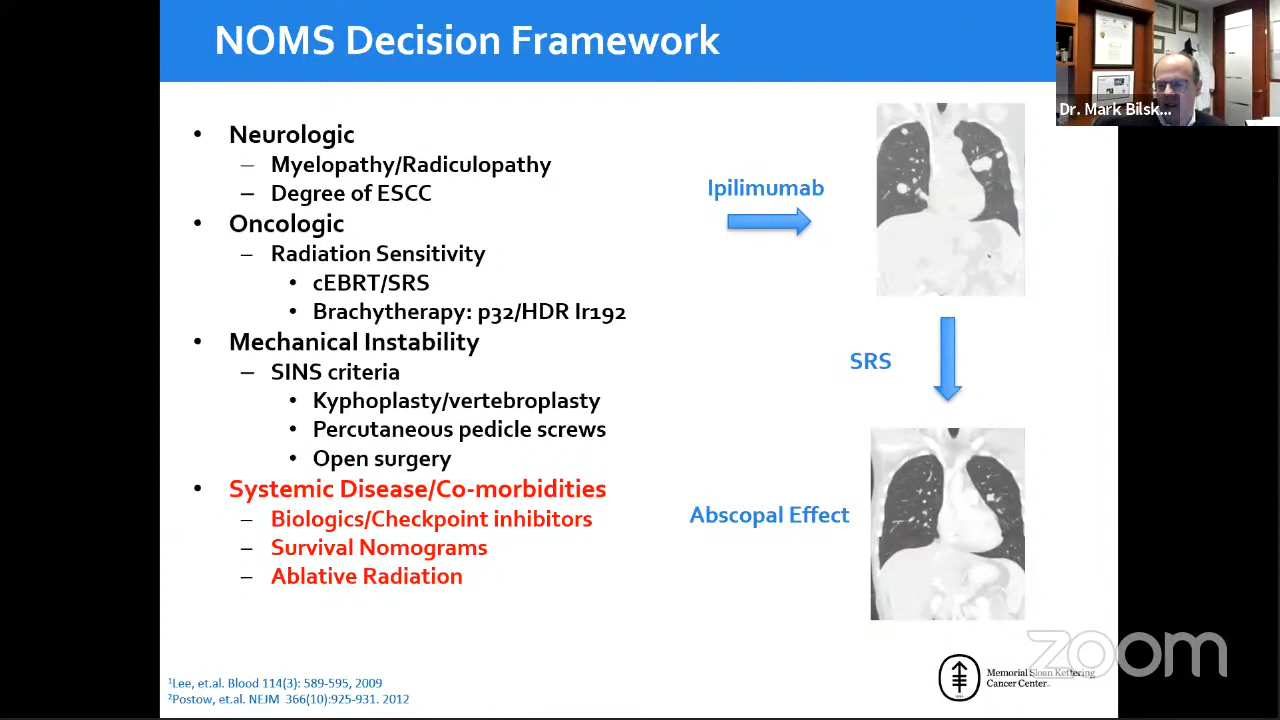 NOMS Decision Framework
Dr. Mark Bilsk...
• Neurologic
– Myelopathy/Radiculopathy
– Degree of ESCC
• Oncologic
– Radiation Sensitivity
• cEBRT/SRS
• Brachytherapy: p32/HDR Ir192
• Mechanical Instability
– SINS criteria
• Kyphoplasty/vertebroplasty
• Percutaneous pedicle screws
• Open surgery
• Systemic Disease/Co-morbidities
– Biologics/Checkpoint inhibitors
– Survival Nomograms
– Ablative Radiation
Ipilimumab
SRS
Abscopal Effect
¹Lee, et.al. Blood 114(3): 589-595, 2009
²Postow, et.al. NEJM 366(10):925-931. 2012
Memorial Sloan Kettering
Cancer Center
zoom